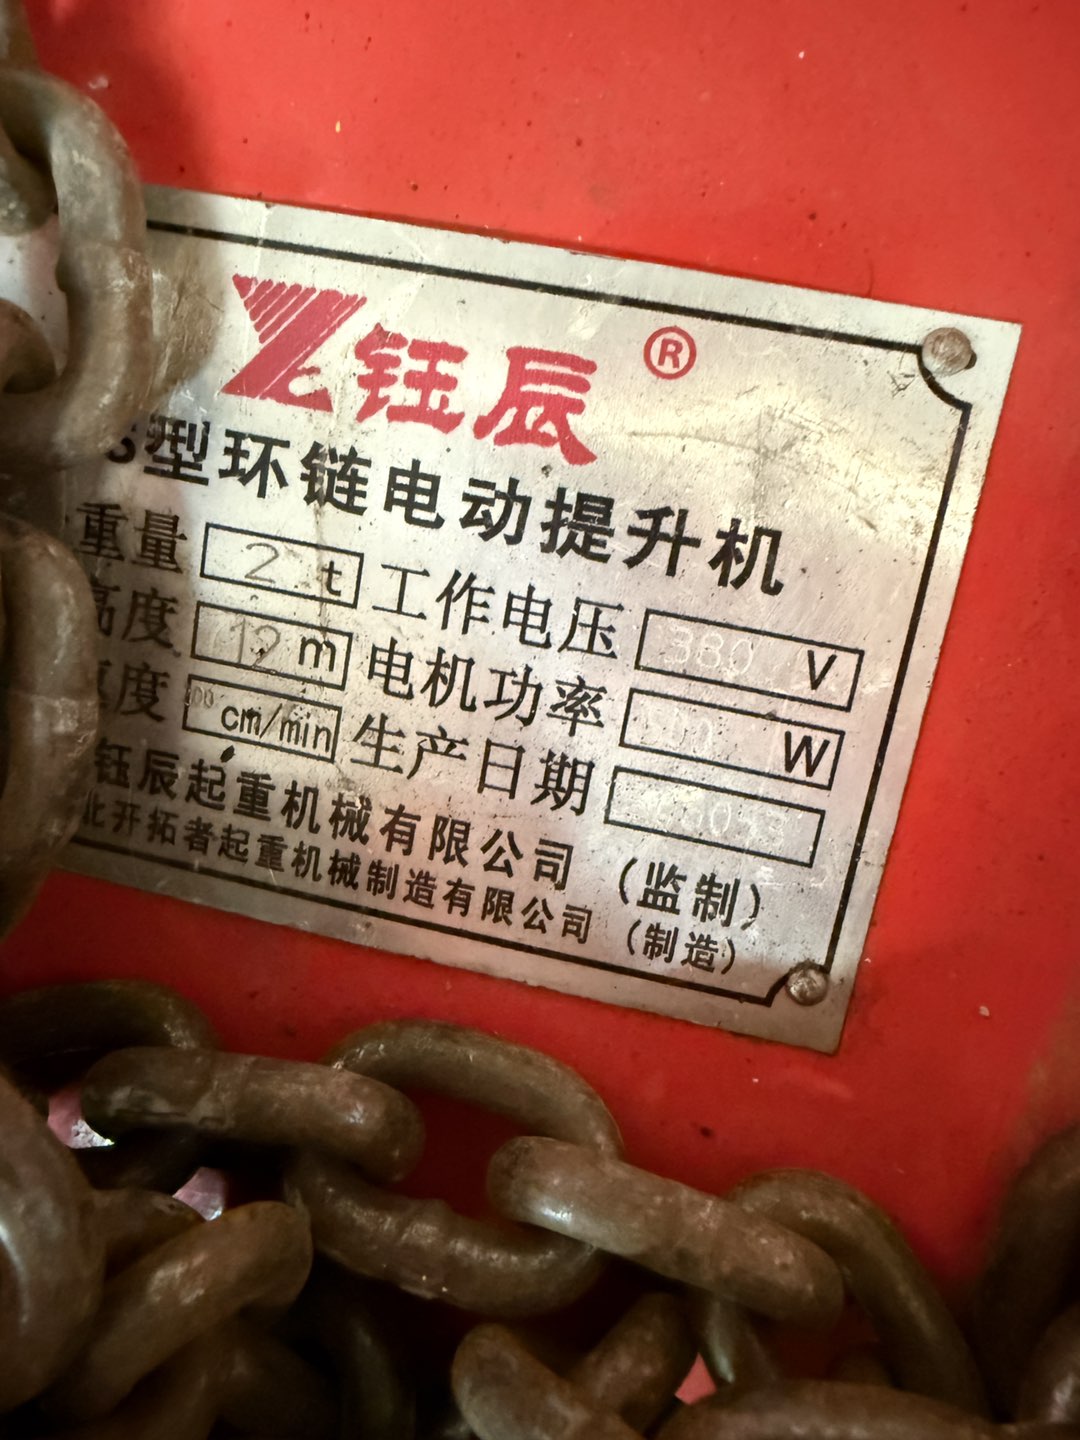 钰辰 ®
S型环链电动提升机
重量 2 t 工作电压 380 V
高度 12 m 电机功率 W
度 cm/min 生产日期
钰辰起重机械有限公司 (监制)
北开拓者起重机械制造有限公司 (制造)